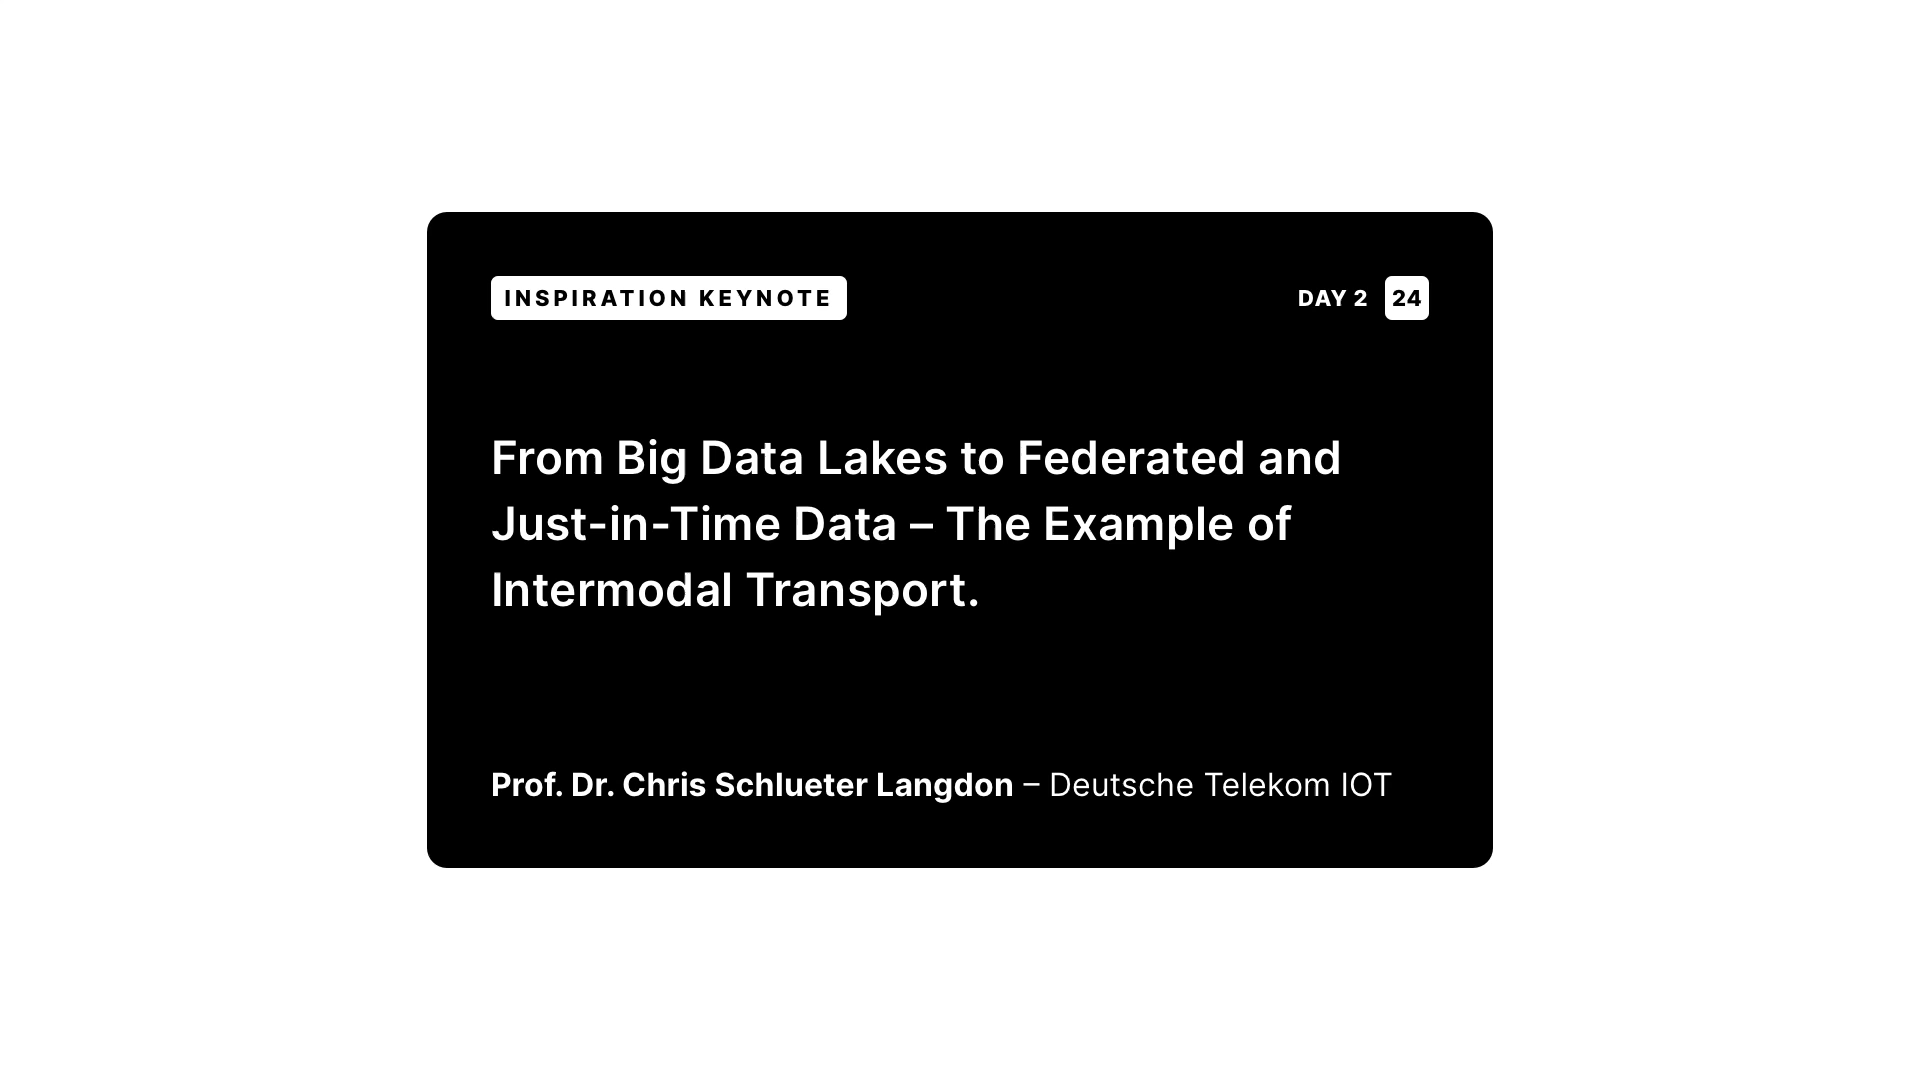 INSPIRATION KEYNOTE
DAY 2 24
From Big Data Lakes to Federated and
Just-in-Time Data – The Example of
Intermodal Transport.
Prof. Dr. Chris Schlueter Langdon – Deutsche Telekom IOT